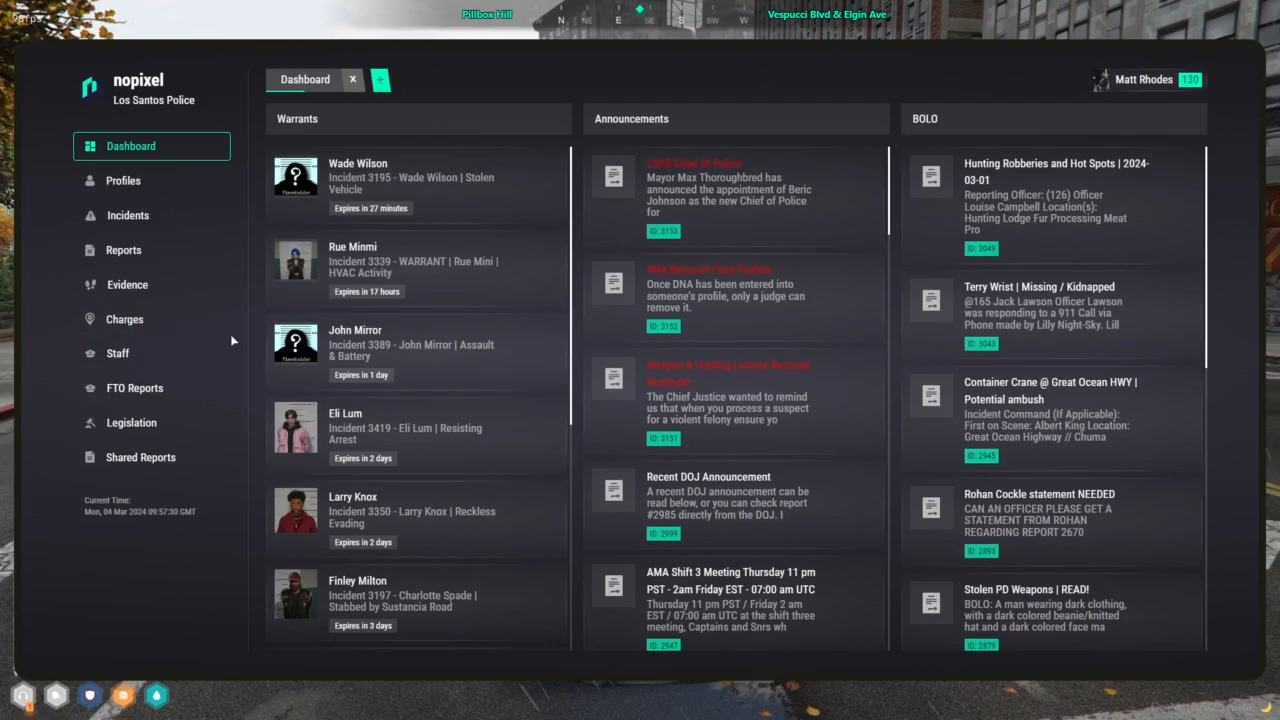 98fps
Pillbox Hill
W N NE E SE S SW W
Vespucci Blvd & Elgin Ave
nopixel
Los Santos Police
Dashboard x +
Matt Rhodes 130
Dashboard
Profiles
Incidents
Reports
Evidence
Charges
Staff
FTO Reports
Legislation
Shared Reports
Current Time:
Mon, 04 Mar 2024 09:57:30 GMT
Warrants
Wade Wilson
Incident 3195 - Wade Wilson | Stolen
Vehicle
Expires in 27 minutes
Rue Minmi
Incident 3339 - WARRANT | Rue Mini |
HVAC Activity
Expires in 17 hours
John Mirror
Incident 3389 - John Mirror | Assault
& Battery
Expires in 1 day
Eli Lum
Incident 3419 - Eli Lum | Resisting
Arrest
Expires in 2 days
Larry Knox
Incident 3350 - Larry Knox | Reckless
Evading
Expires in 2 days
Finley Milton
Incident 3197 - Charlotte Spade |
Stabbed by Sustancia Road
Expires in 3 days
Announcements
LSPD Chief Of Police
Mayor Max Thoroughbred has
announced the appointment of Beric
Johnson as the new Chief of Police
for
ID: 3153
DNA Removal From Profiles
Once DNA has been entered into
someone's profile, only a judge can
remove it.
ID: 3152
Weapon & Hunting License Removal
Reminder
The Chief Justice wanted to remind
us that when you process a suspect
for a violent felony ensure yo
ID: 3151
Recent DOJ Announcement
A recent DOJ announcement can be
read below, or you can check report
#2985 directly from the DOJ. I
ID: 2999
AMA Shift 3 Meeting Thursday 11 pm
PST - 2am Friday EST - 07:00 am UTC
Thursday 11 pm PST / Friday 2 am
EST / 07:00 am UTC at the shift three
meeting, Captains and Snrs wh
ID: 2947
BOLO
Hunting Robberies and Hot Spots | 2024-
03-01
Reporting Officer: (126) Officer
Louise Campbell Location(s):
Hunting Lodge Fur Processing Meat
Pro
ID: 3049
Terry Wrist | Missing / Kidnapped
@165 Jack Lawson Officer Lawson
was responding to a 911 Call via
Phone made by Lilly Night-Sky. Lill
ID: 3043
Container Crane @ Great Ocean HWY |
Potential ambush
Incident Command (If Applicable):
First on Scene: Albert King Location:
Great Ocean Highway // Chuma
ID: 2945
Rohan Cockle statement NEEDED
CAN AN OFFICER PLEASE GET A
STATEMENT FROM ROHAN
REGARDING REPORT 2670
ID: 2893
Stolen PD Weapons | READ!
BOLO: A man wearing dark clothing,
with a dark colored beanie/knitted
hat and a dark colored face ma
ID: 2879